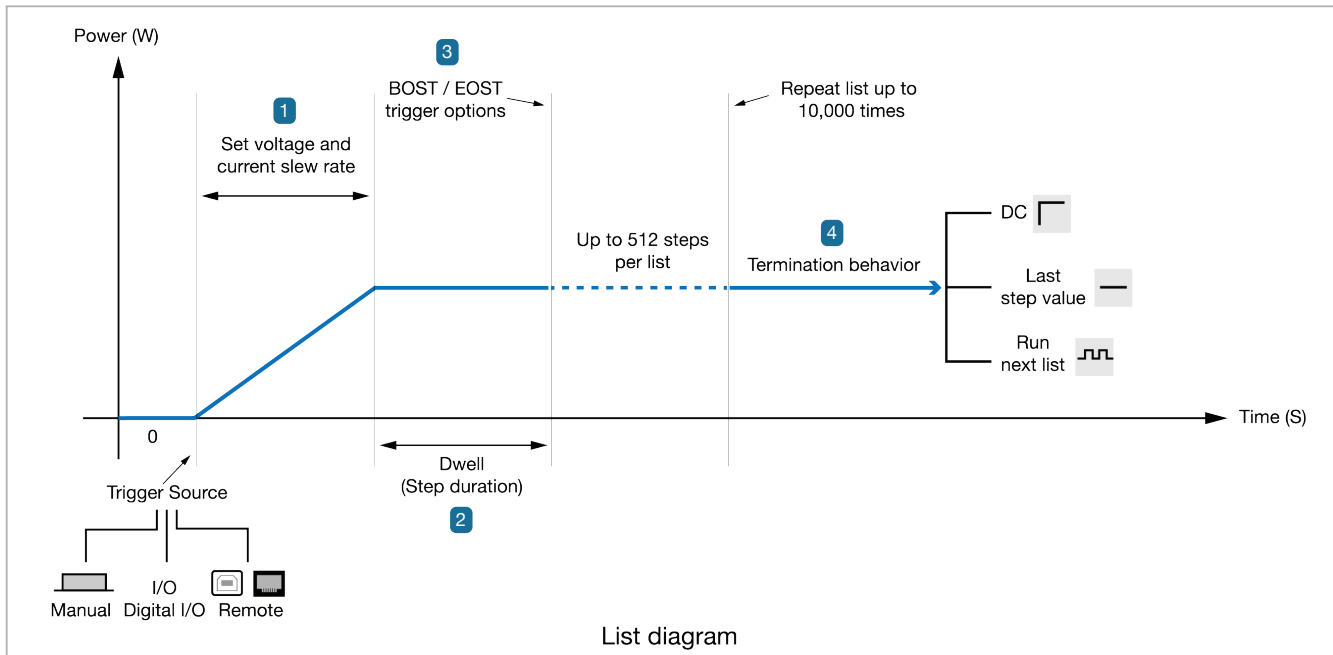 Power (W)
3
BOST / EOST
trigger options
Repeat list up to
10,000 times
1
Set voltage and
current slew rate
DC
4
Up to 512 steps
per list
Termination behavior
Last
step value
Run
next list
Time (S)
0
Dwell
(Step duration)
2
Trigger Source
I/O
Manual
Digital I/O
Remote
List diagram